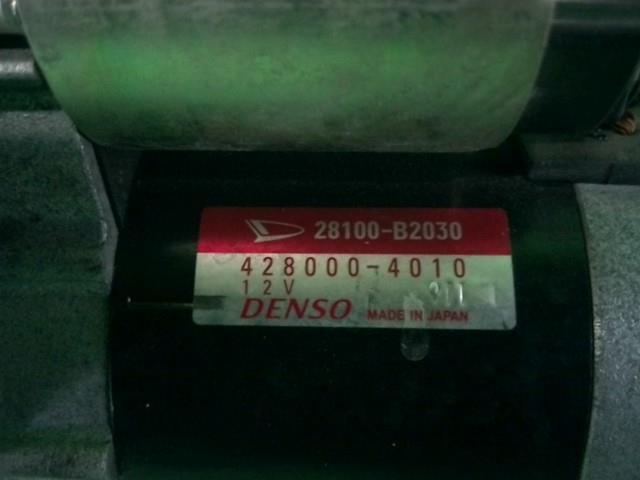 28100-B2030
428000-4010
12V
DENSO MADE IN JAPAN